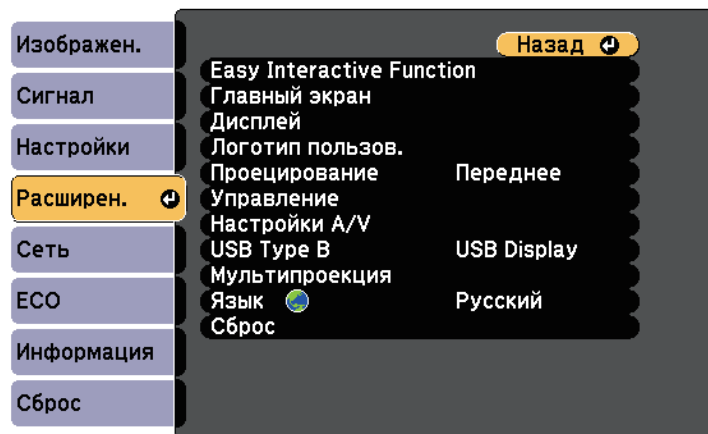 Изображен.
Сигнал
Настройки
Расширен.
Сеть
ECO
Информация
Сброс
Назад
Easy Interactive Function
Главный экран
Дисплей
Логотип пользов.
Проецирование Переднее
Управление
Настройки A/V
USB Type B USB Display
Мультипроекция
Язык Русский
Сброс